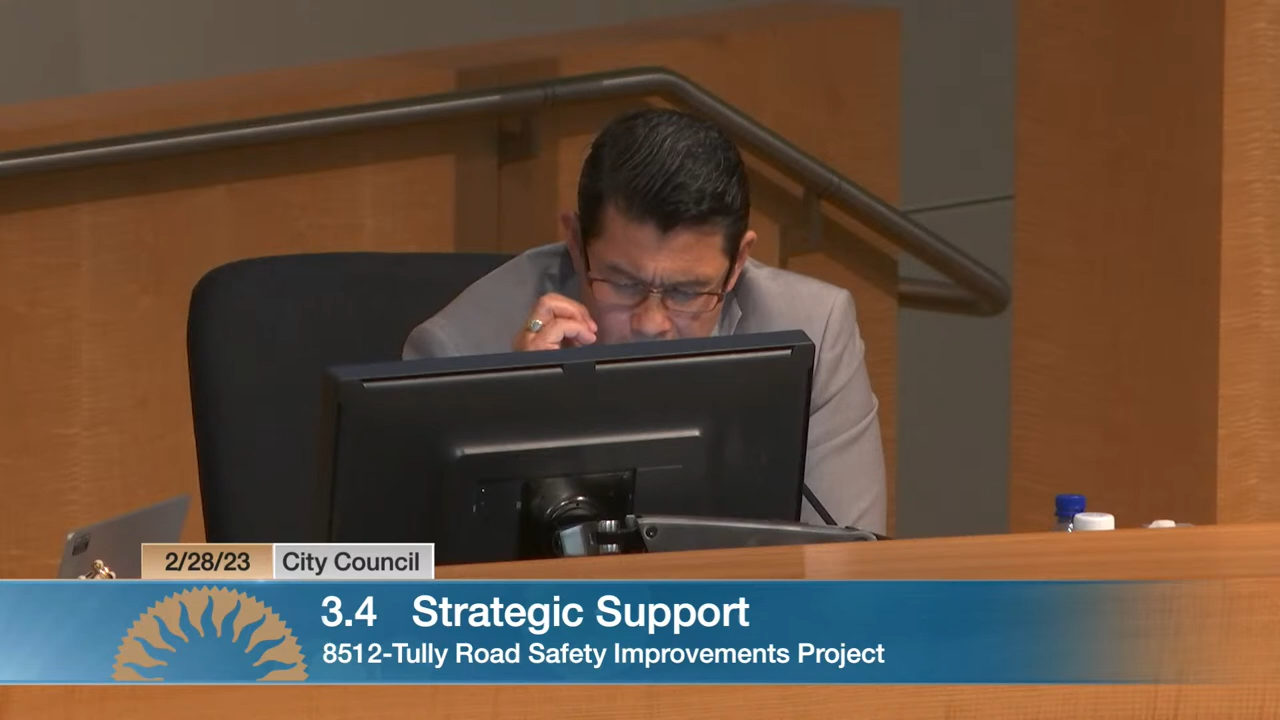 2/28/23 City Council
3.4 Strategic Support
8512-Tully Road Safety Improvements Project